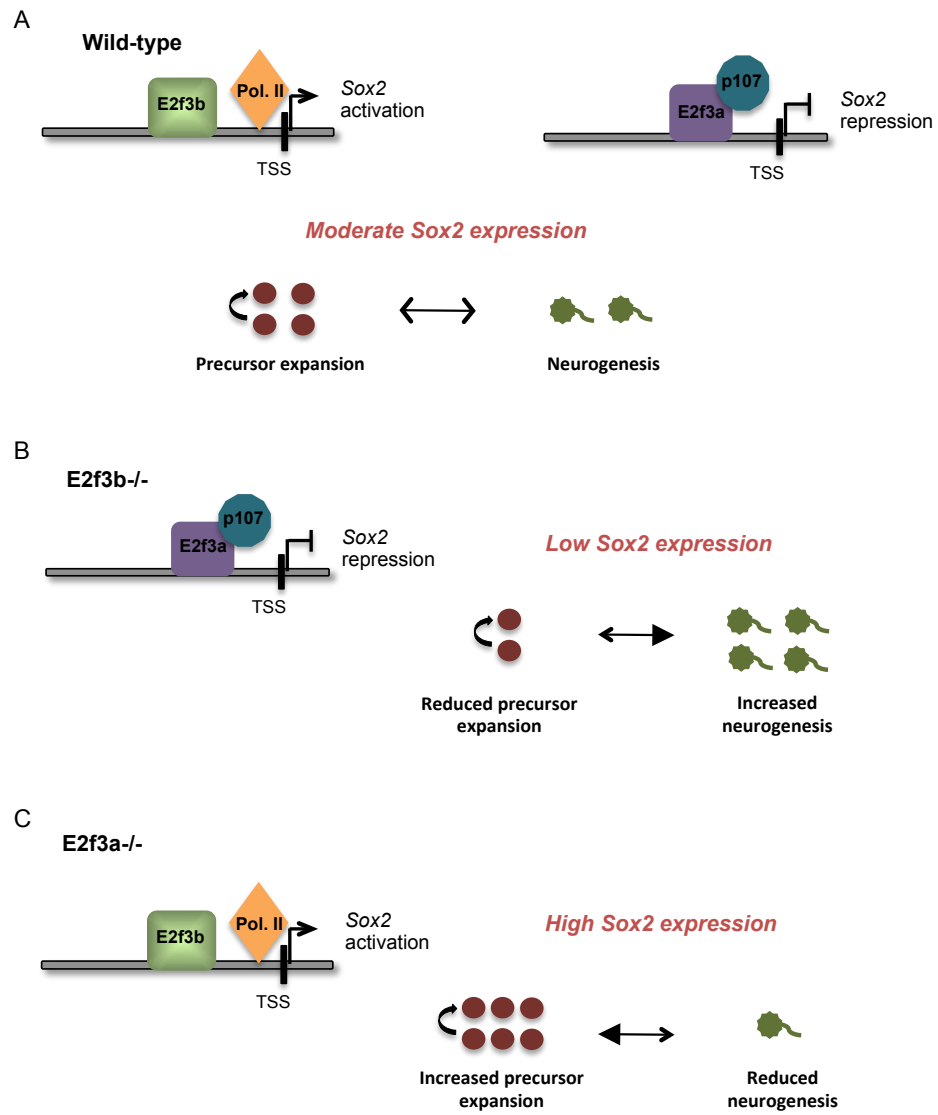 A
Wild-type
E2f3b
Pol. II
Sox2
activation
TSS
p107
E2f3a
Sox2
repression
TSS
Moderate Sox2 expression
Precursor expansion
Neurogenesis
B
E2f3b-/-
p107
E2f3a
Sox2
repression
TSS
Low Sox2 expression
Reduced precursor
expansion
Increased
neurogenesis
C
E2f3a-/-
E2f3b
Pol. II
Sox2
activation
TSS
High Sox2 expression
Increased precursor
expansion
Reduced
neurogenesis